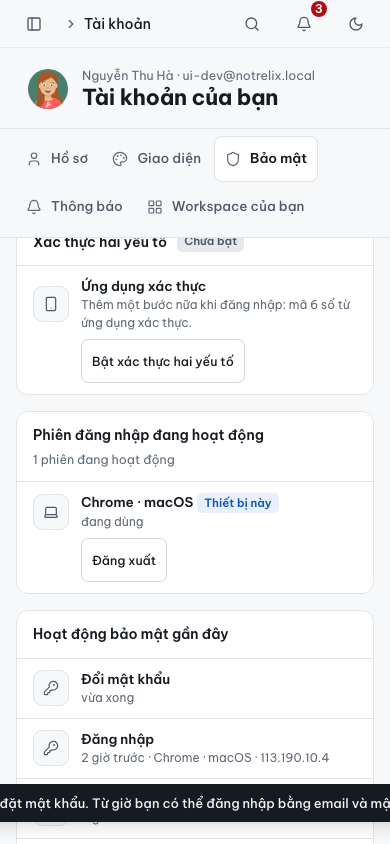 Tài khoản
3
Nguyễn Thu Hà · ui-dev@notrelix.local
Tài khoản của bạn
Hồ sơ
Giao diện
Bảo mật
Thông báo
Workspace của bạn
Xác thực hai yếu tố
Chưa bật
Ứng dụng xác thực
Thêm một bước nữa khi đăng nhập: mã 6 số từ
ứng dụng xác thực.
Bật xác thực hai yếu tố
Phiên đăng nhập đang hoạt động
1 phiên đang hoạt động
Chrome · macOS Thiết bị này
đang dùng
Đăng xuất
Hoạt động bảo mật gần đây
Đổi mật khẩu
vừa xong
Đăng nhập
2 giờ trước · Chrome · macOS · 113.190.10.4
đặt mật khẩu. Từ giờ bạn có thể đăng nhập bằng email và